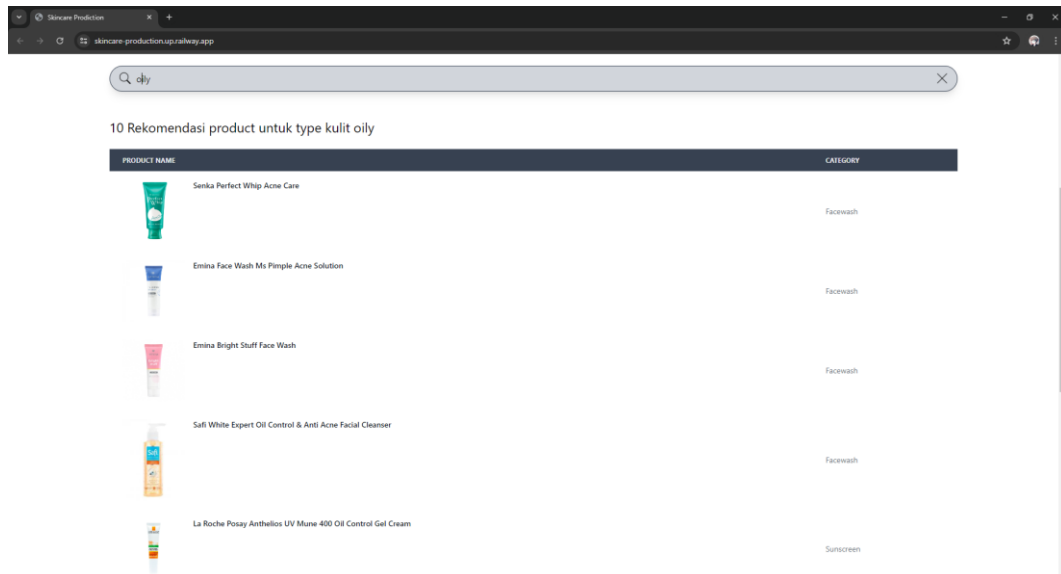 Skincare Prodiction
skincare-production.up.railway.app
oily
10 Rekomendasi product untuk type kulit oily
PRODUCT NAME CATEGORY
Senka Perfect Whip Acne Care
Facewash
Emina Face Wash Ms Pimple Acne Solution
Facewash
Emina Bright Stuff Face Wash
Facewash
Safi White Expert Oil Control & Anti Acne Facial Cleanser
Safi
Facewash
La Roche Posay Anthelios UV Mune 400 Oil Control Gel Cream
Sunscreen